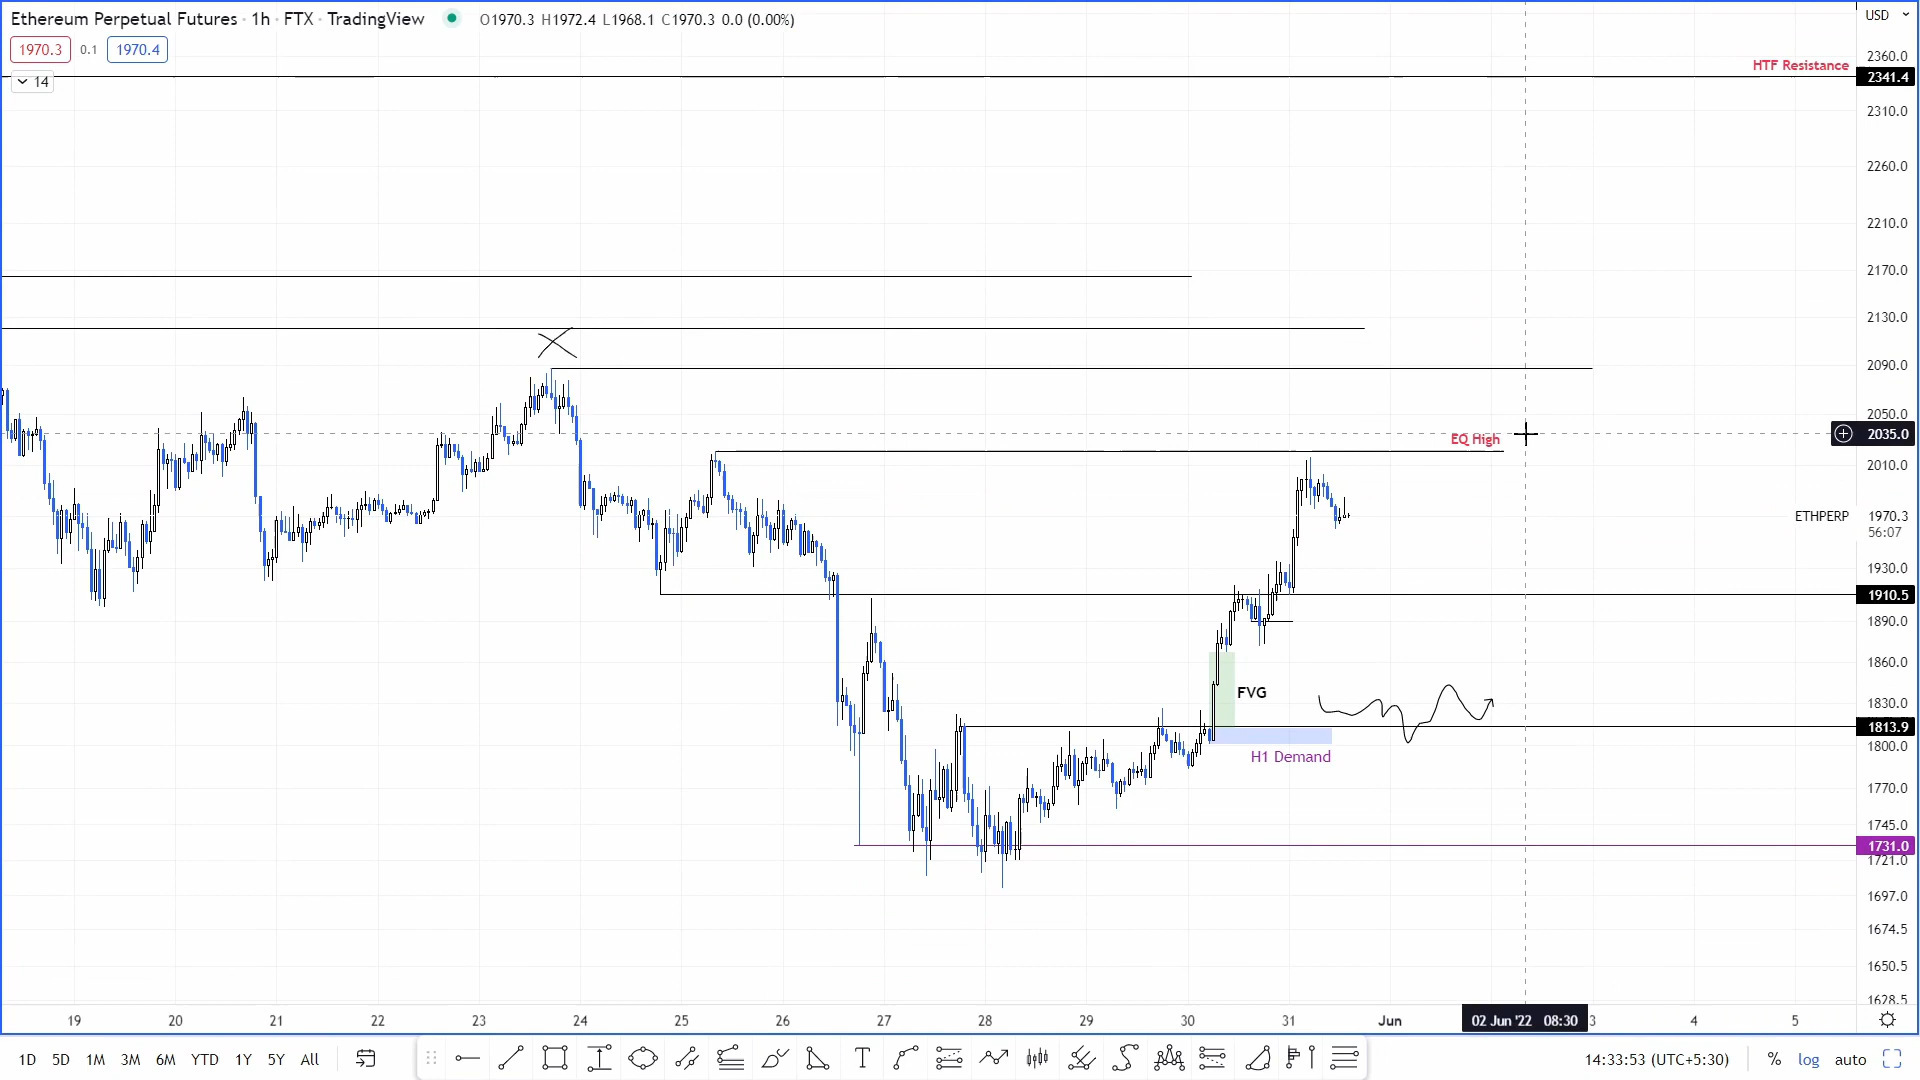 Ethereum Perpetual Futures · 1h · FTX · TradingView O1970.3 H1972.4 L1968.1 C1970.3 0.0 (0.00%)
USD
1970.3 0.1 1970.4
2360.0
HTF Resistance
14
2341.4
2310.0
2260.0
2210.0
2170.0
2130.0
2090.0
2050.0
EQ High
2035.0
2010.0
ETHPERP 1970.3
56:07
1930.0
1910.5
1890.0
1860.0
FVG
1830.0
1813.9
1800.0
H1 Demand
1770.0
1745.0
1731.0
1721.0
1697.0
1674.5
1650.5
1628.5
19 20 21 22 23 24 25 26 27 28 29 30 31 Jun 02 Jun '22 08:30 3 4 5
1D 5D 1M 3M 6M YTD 1Y 5Y All T 14:33:53 (UTC+5:30) % log auto